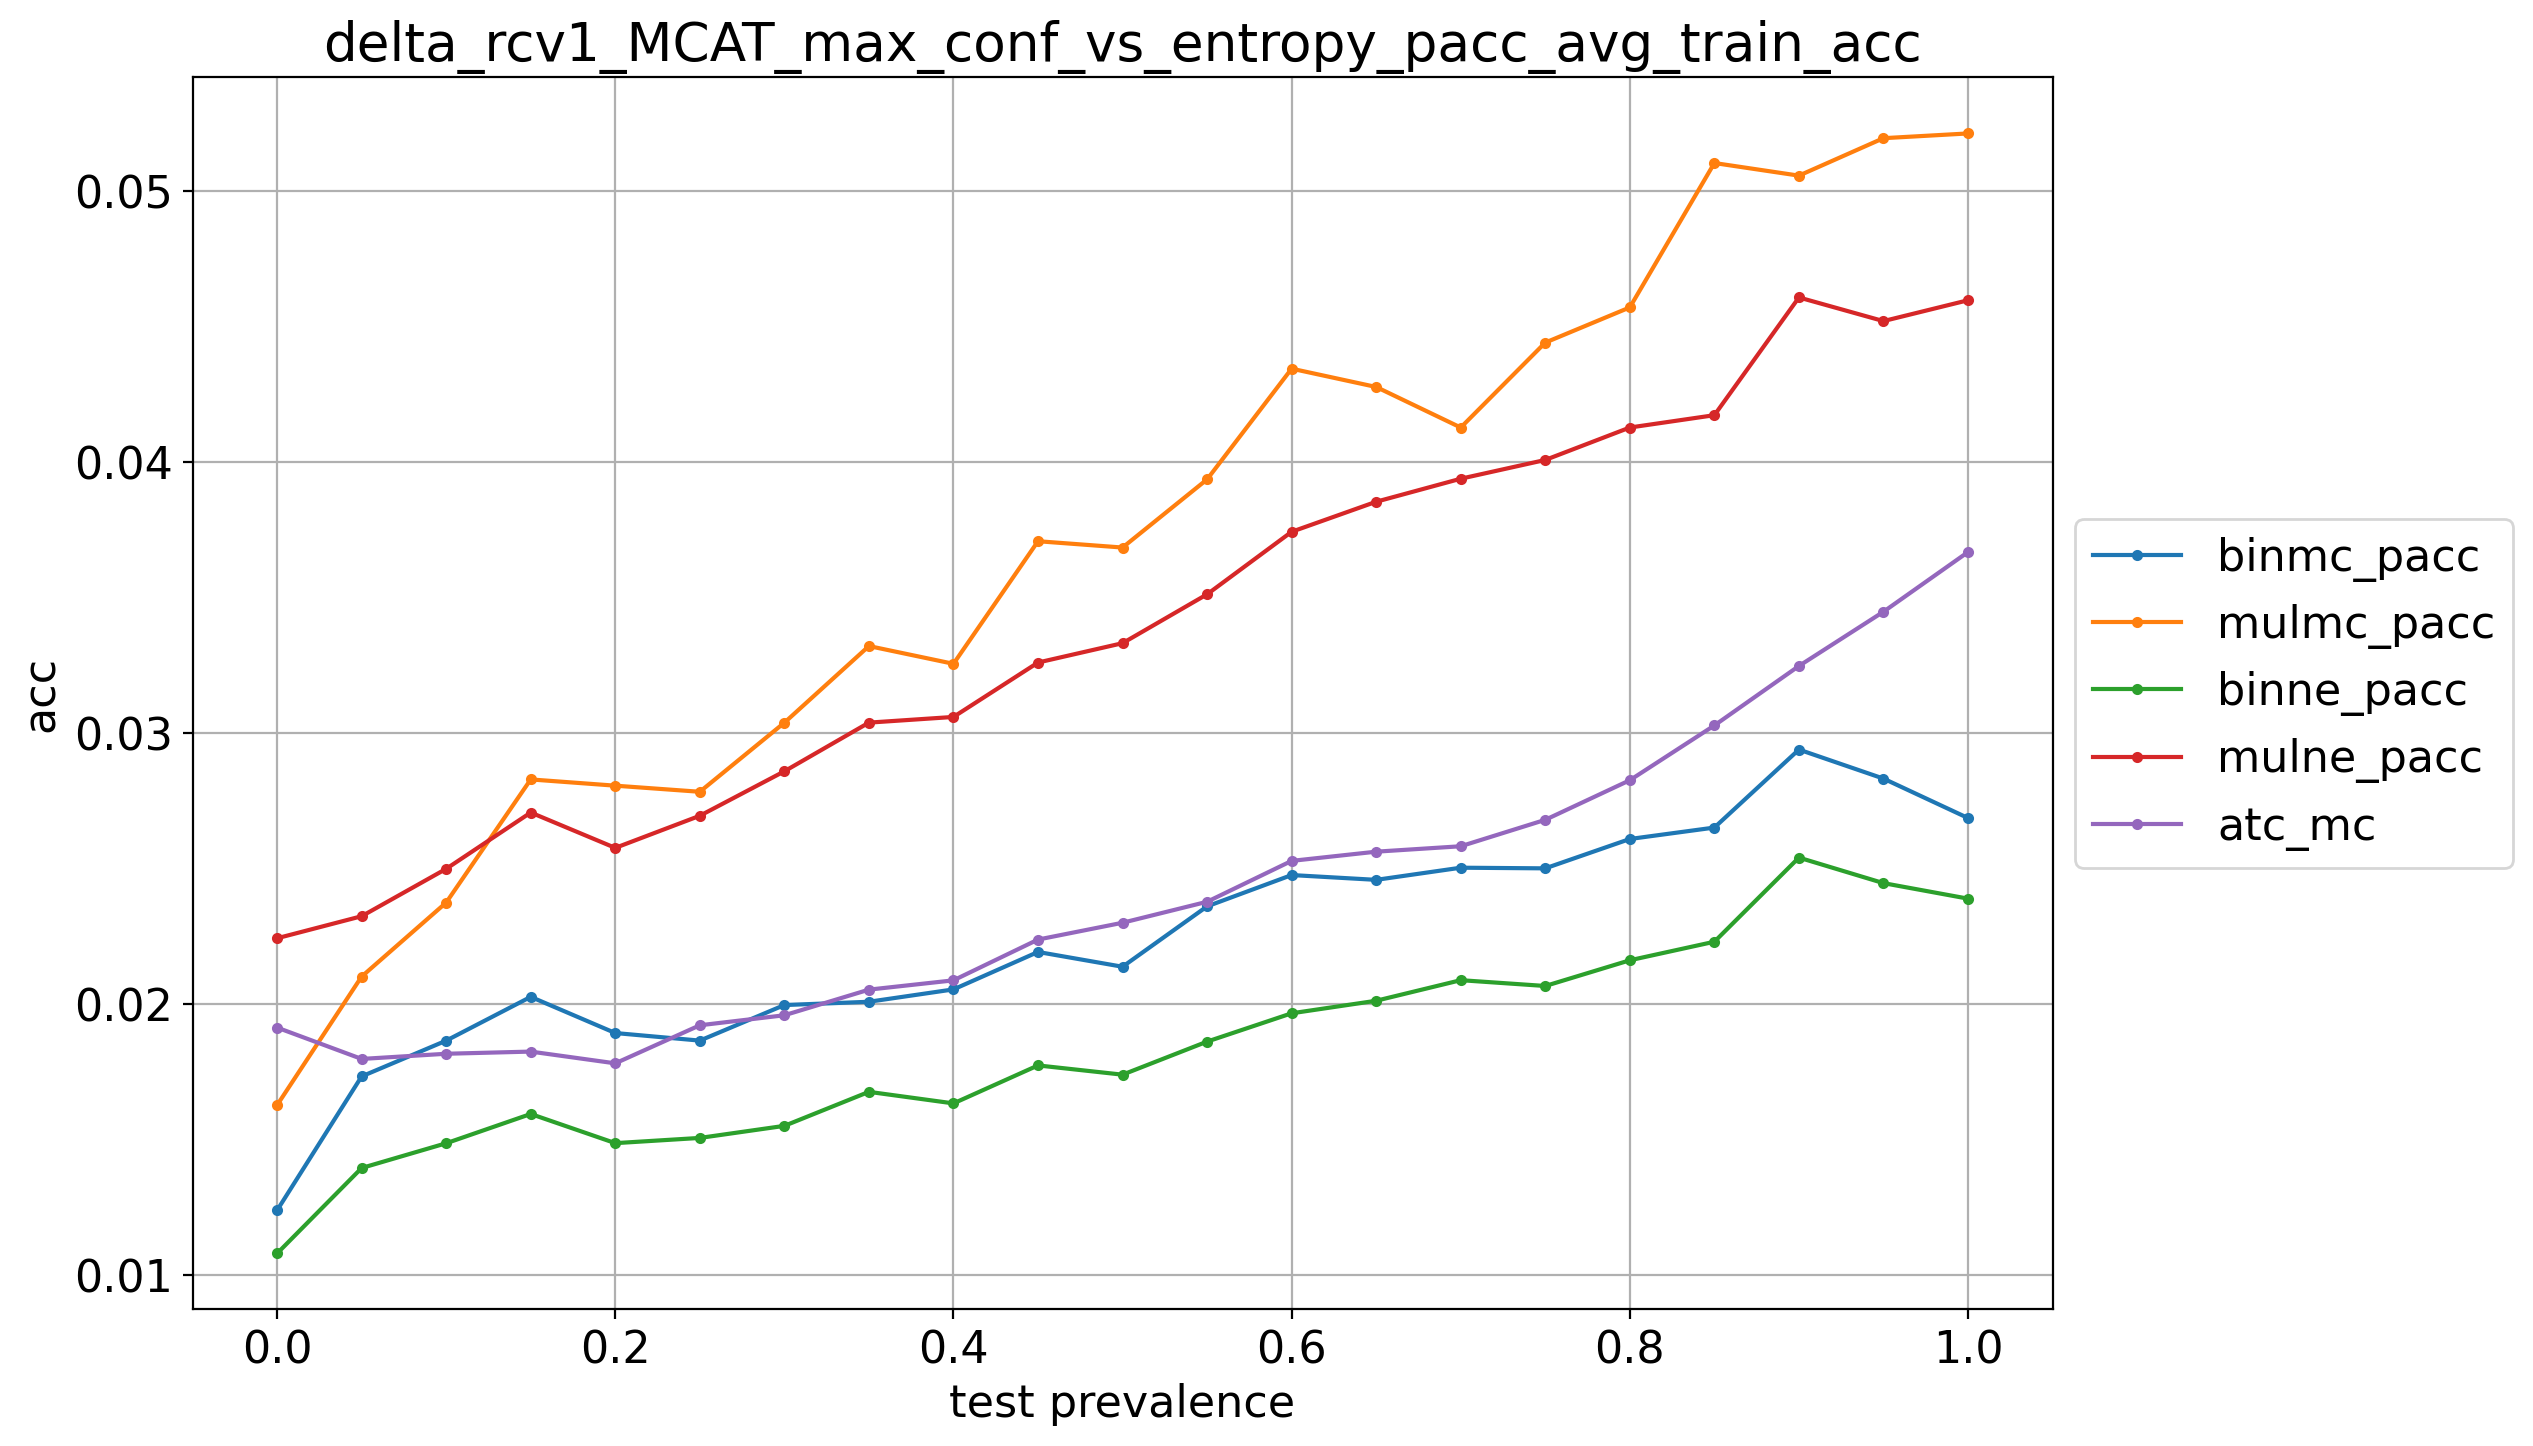 delta_rcv1_MCAT_max_conf_vs_entropy_pacc_avg_train_acc
acc
0.05
0.04
0.03
0.02
0.01
0.0 0.2 0.4 0.6 0.8 1.0
test prevalence
binmc_pacc
mulmc_pacc
binne_pacc
mulne_pacc
atc_mc